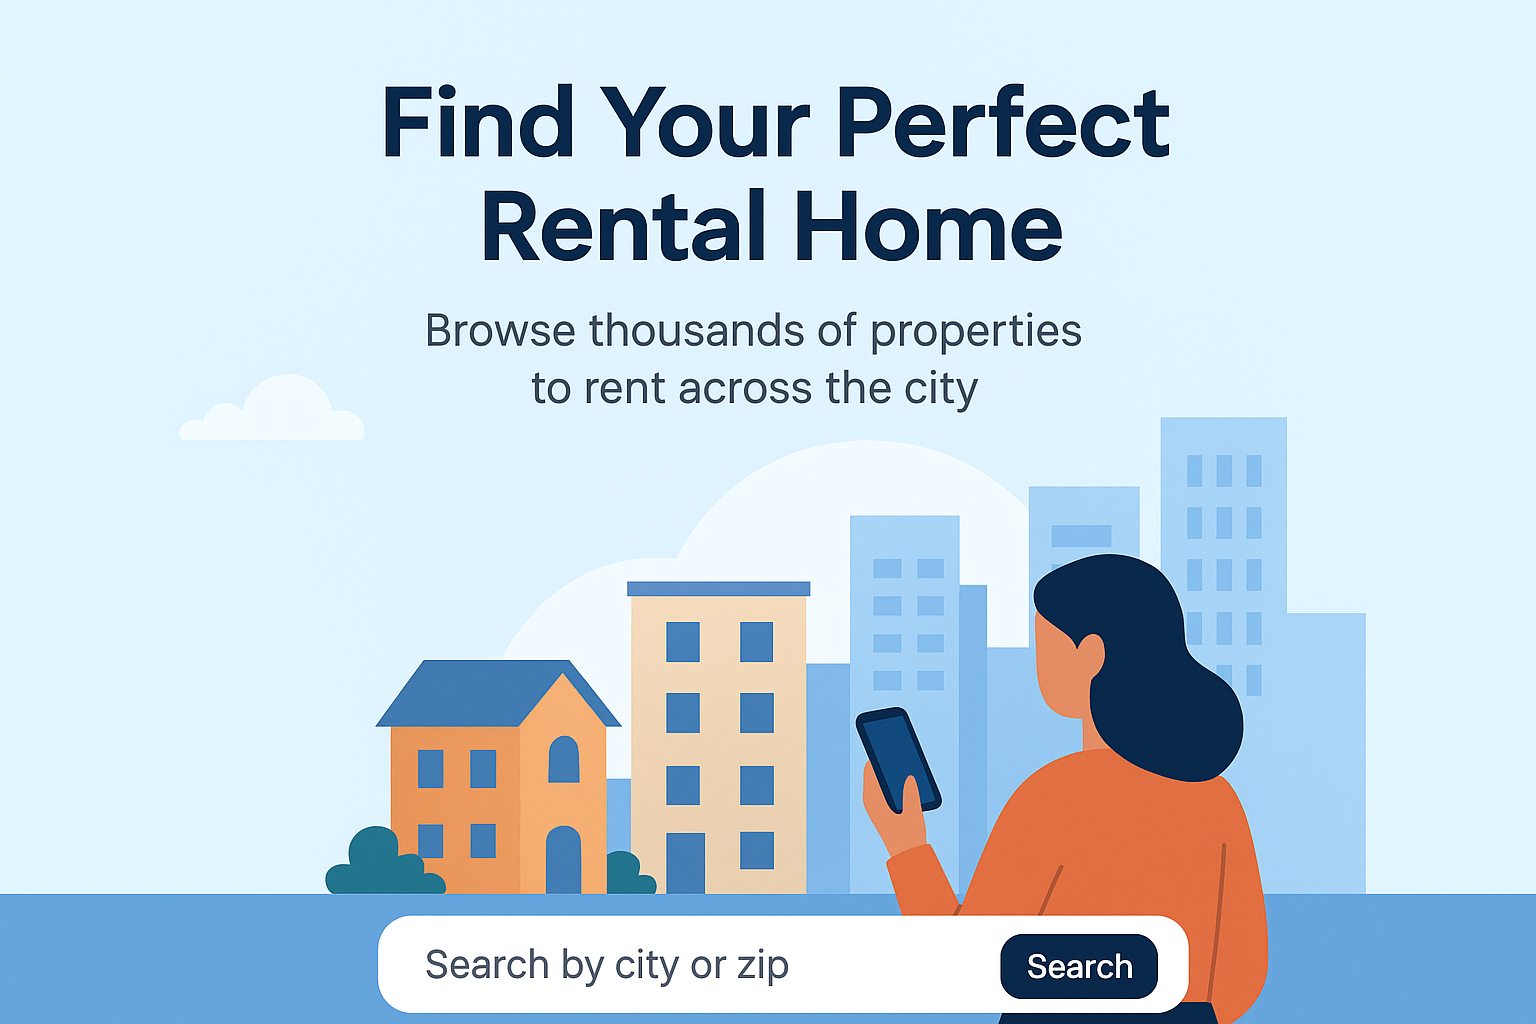 Find Your Perfect
Rental Home
Browse thousands of properties
to rent across the city
Search by city or zip
Search